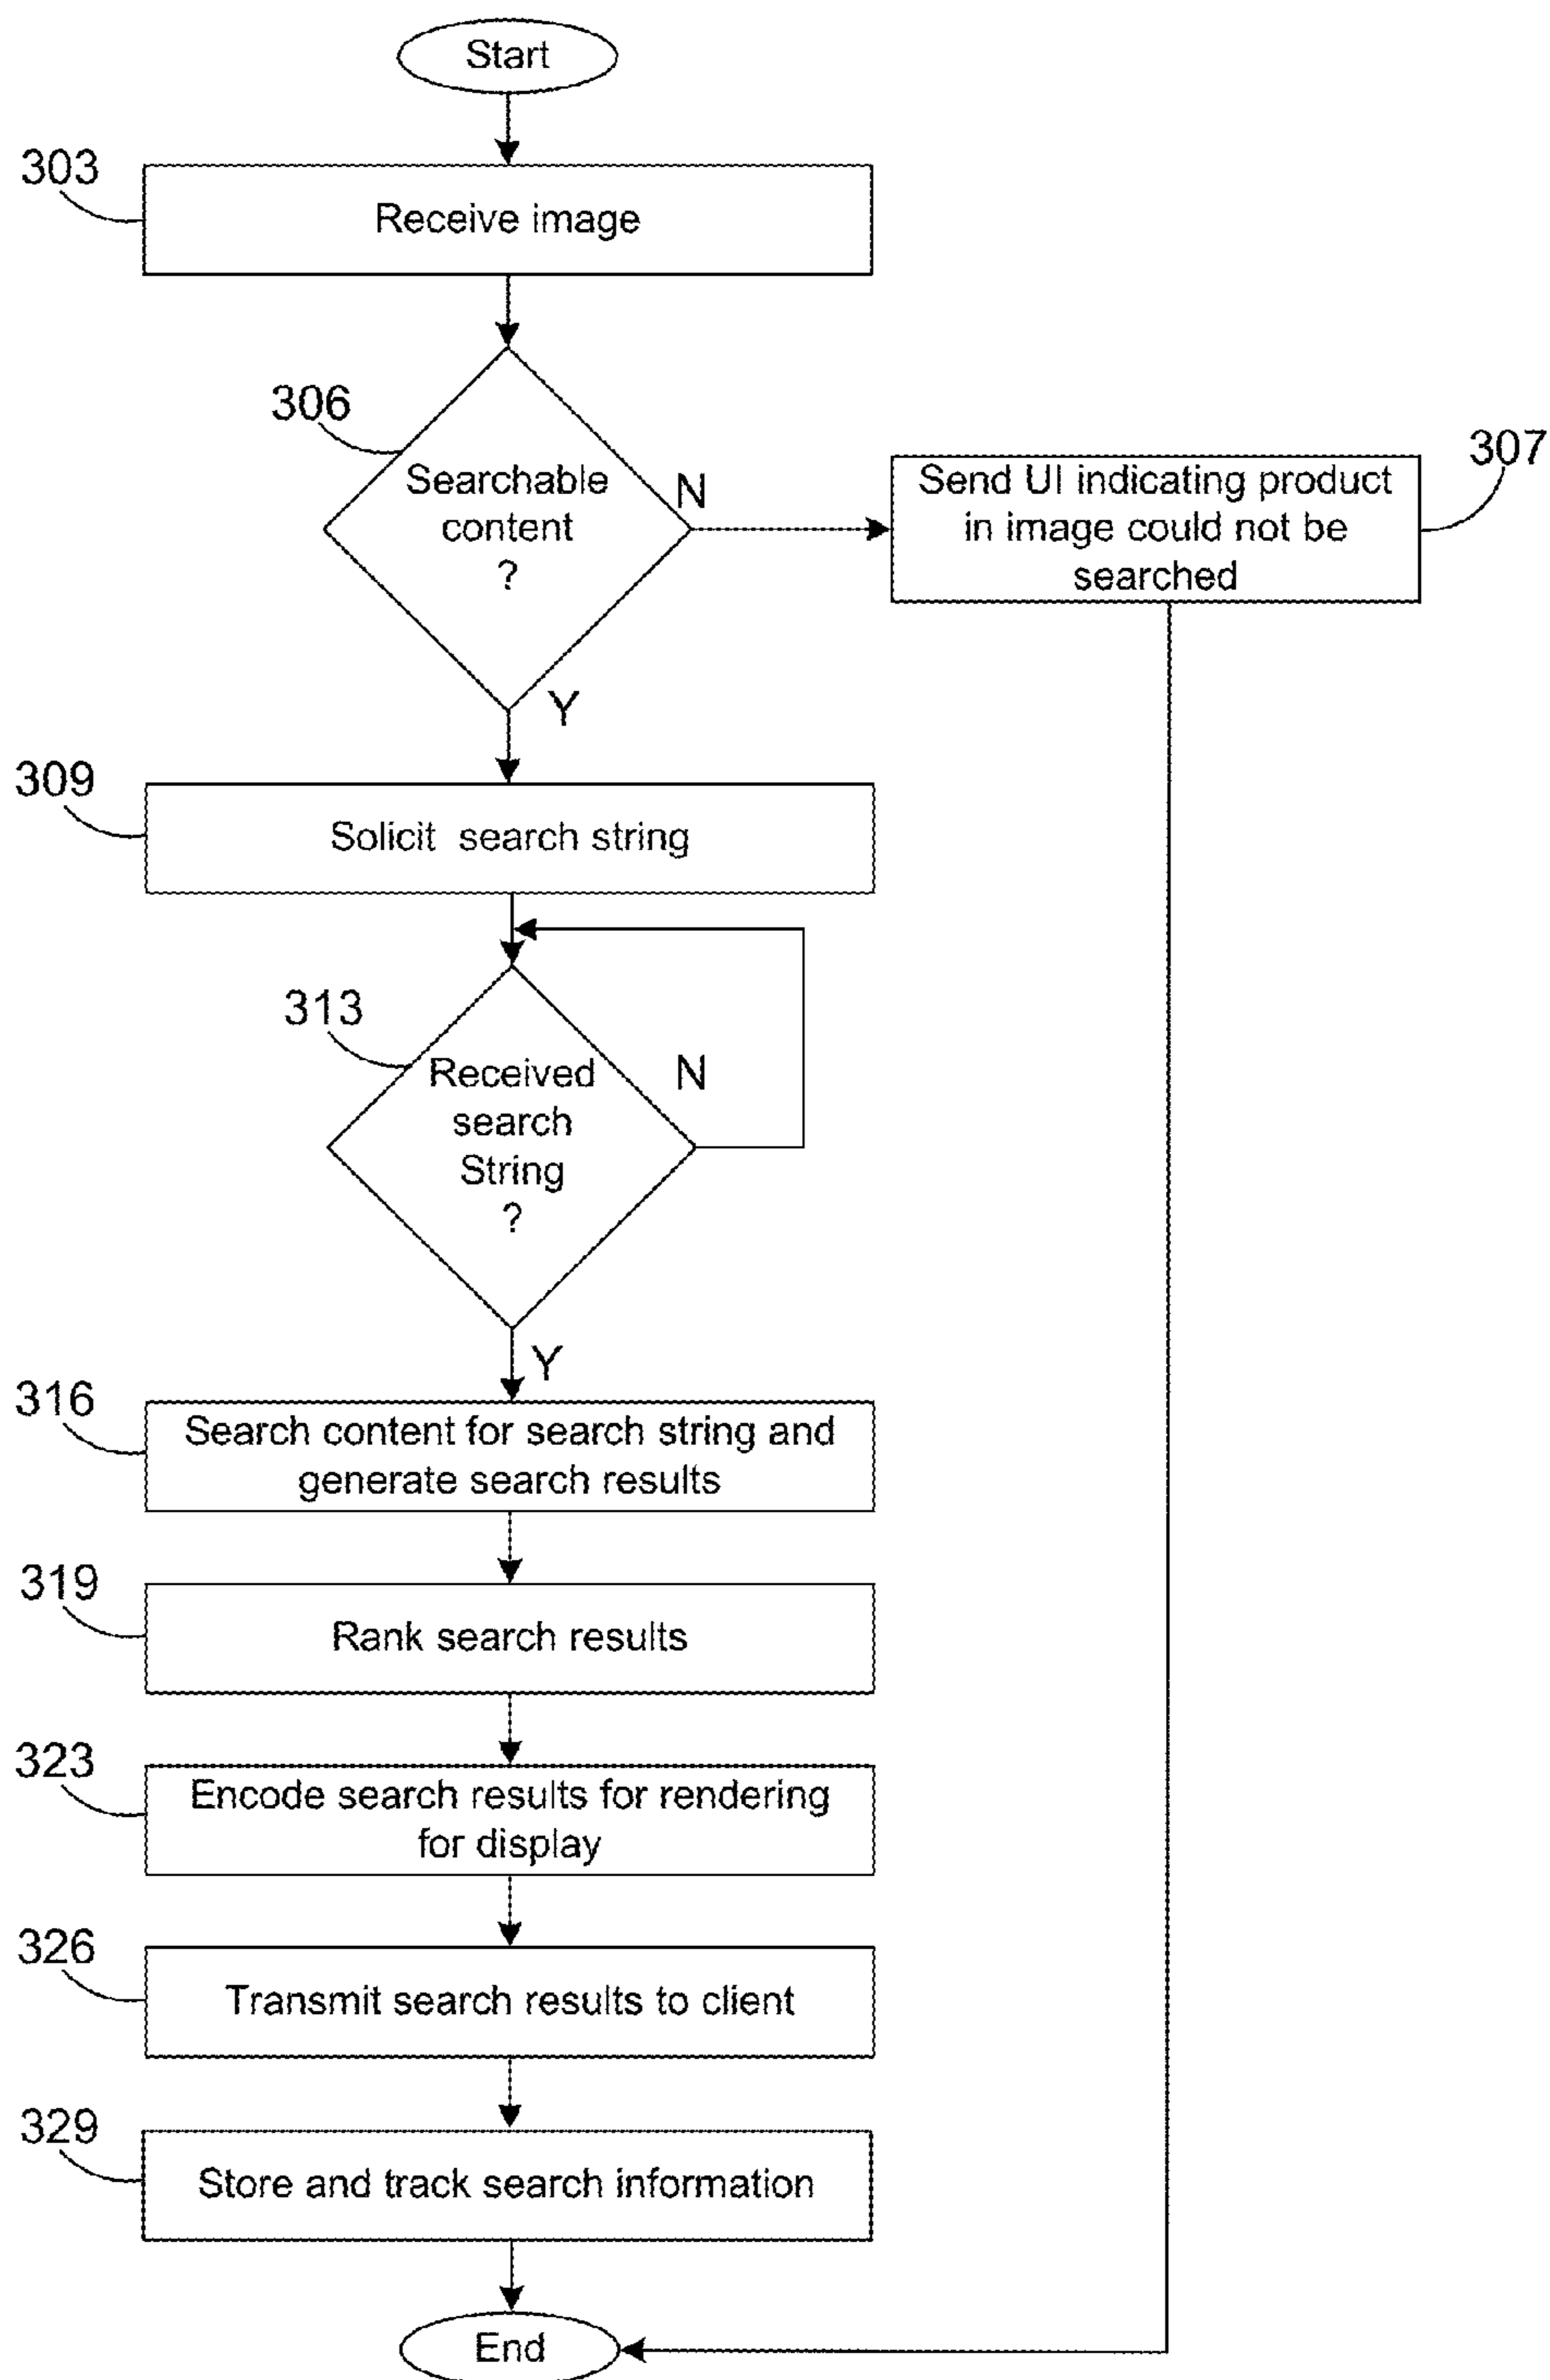 Start
303
Receive image
306
Searchable
content
?
N
Send UI indicating product
in image could not be
searched
307
Y
309
Solicit search string
313
Received
search
String
?
N
Y
316
Search content for search string and
generate search results
319
Rank search results
323
Encode search results for rendering
for display
326
Transmit search results to client
329
Store and track search information
End